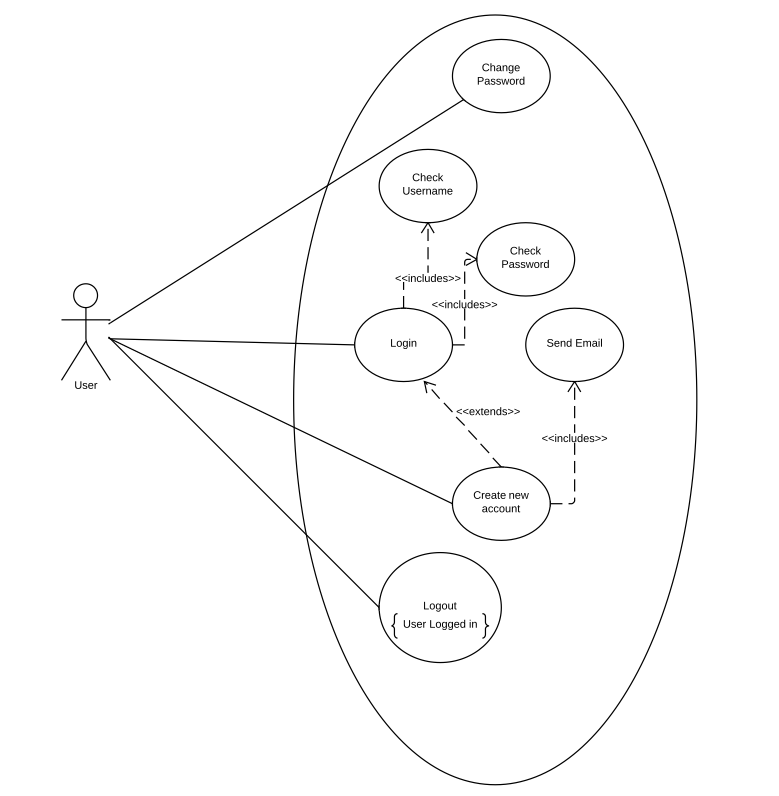 Change
Password
Check
Username
Check
Password
<<includes>>
<<includes>>
Login
Send Email
User
<<extends>>
<<includes>>
Create new
account
Logout
{ User Logged in }